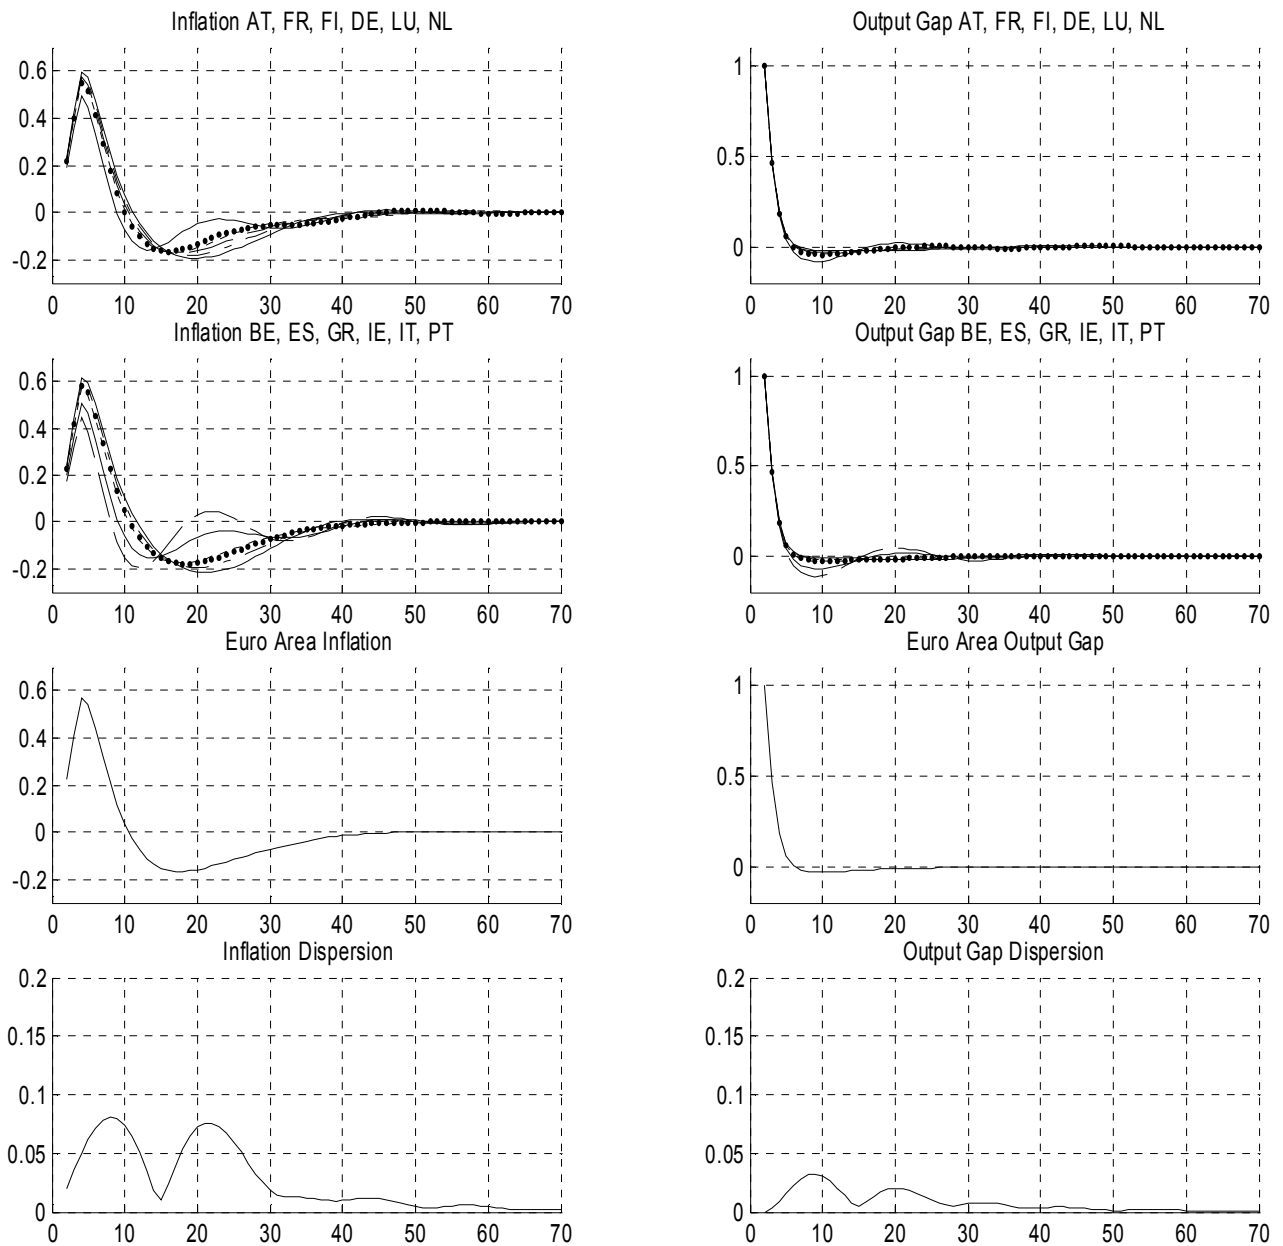 Inflation AT, FR, FI, DE, LU, NL
0.6
0.4
0.2
0
-0.2
0 10 20 30 40 50 60 70
Output Gap AT, FR, FI, DE, LU, NL
1
0.5
0
0 10 20 30 40 50 60 70
Inflation BE, ES, GR, IE, IT, PT
0.6
0.4
0.2
0
-0.2
0 10 20 30 40 50 60 70
Output Gap BE, ES, GR, IE, IT, PT
1
0.5
0
0 10 20 30 40 50 60 70
Euro Area Inflation
0.6
0.4
0.2
0
-0.2
0 10 20 30 40 50 60 70
Euro Area Output Gap
1
0.5
0
0 10 20 30 40 50 60 70
Inflation Dispersion
0.2
0.15
0.1
0.05
0
0 10 20 30 40 50 60 70
Output Gap Dispersion
0.2
0.15
0.1
0.05
0
0 10 20 30 40 50 60 70